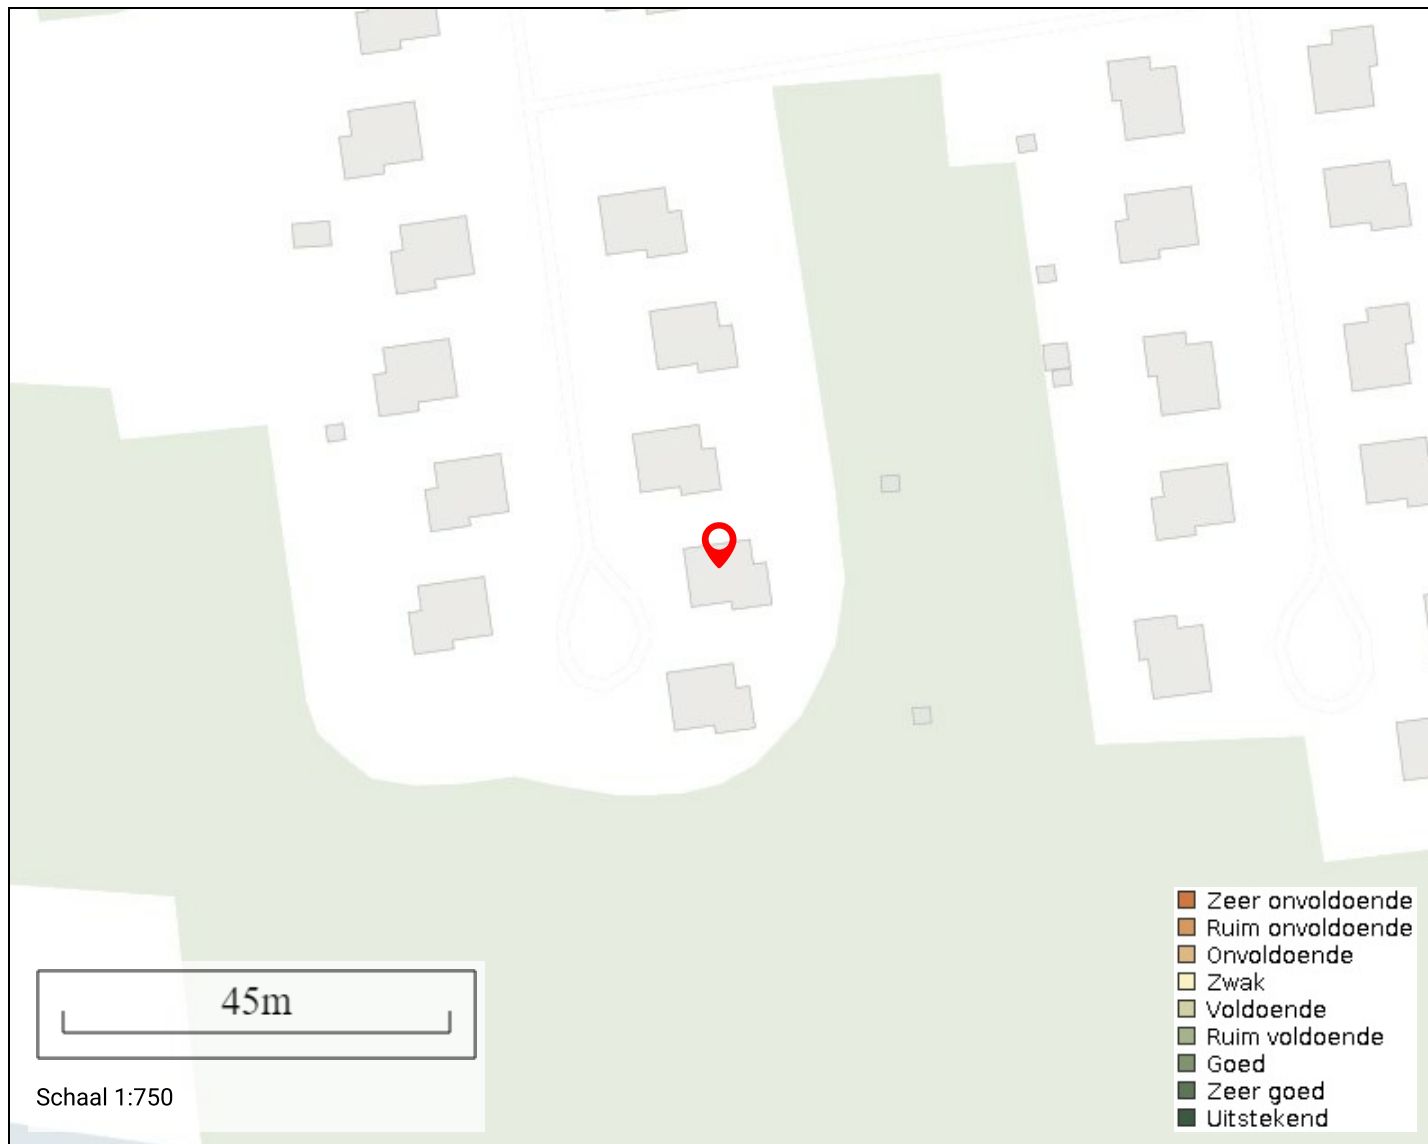 Zeer onvoldoende
Ruim onvoldoende
Onvoldoende
Zwak
Voldoende
Ruim voldoende
Goed
Zeer goed
Uitstekend
45m
Schaal 1:750